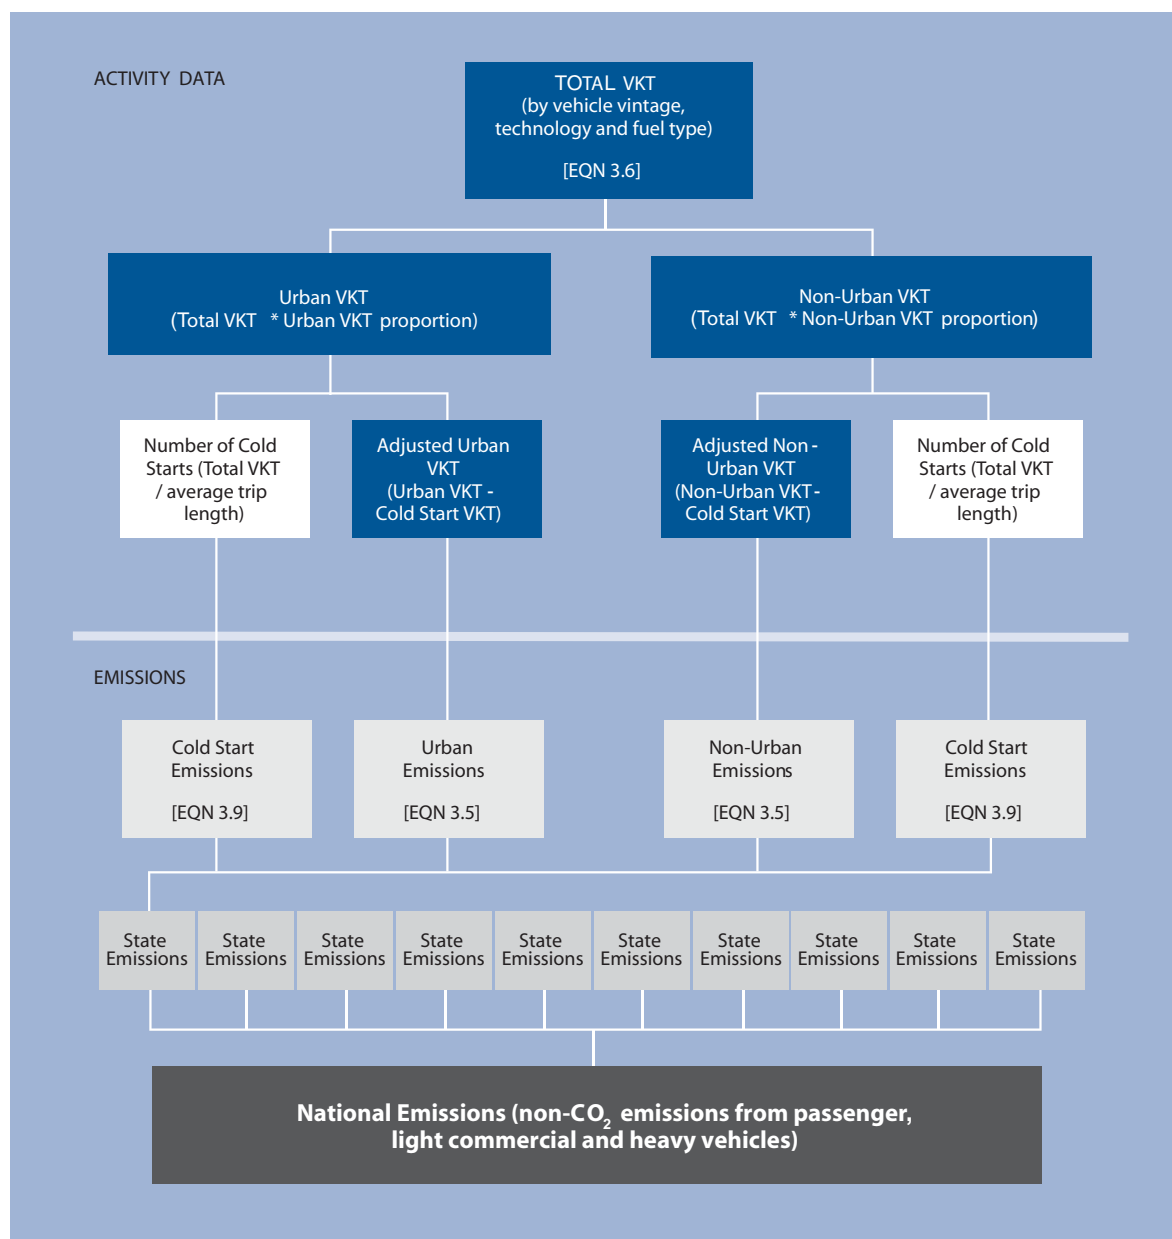 ACTIVITY DATA
TOTAL VKT
(by vehicle vintage,
technology and fuel type)
[EQN 3.6]
Urban VKT
(Total VKT * Urban VKT proportion)
Non-Urban VKT
(Total VKT * Non-Urban VKT proportion)
Number of Cold
Starts (Total VKT
/ average trip
length)
Adjusted Urban
VKT
(Urban VKT -
Cold Start VKT)
Adjusted Non-
Urban VKT
(Non-Urban VKT-
Cold Start VKT)
Number of Cold
Starts (Total VKT
/ average trip
length)
EMISSIONS
Cold Start
Emissions
[EQN 3.9]
Urban
Emissions
[EQN 3.5]
Non-Urban
Emissions
[EQN 3.5]
Cold Start
Emissions
[EQN 3.9]
State
Emissions
State
Emissions
State
Emissions
State
Emissions
State
Emissions
State
Emissions
State
Emissions
State
Emissions
State
Emissions
State
Emissions
National Emissions (non-CO₂ emissions from passenger,
light commercial and heavy vehicles)